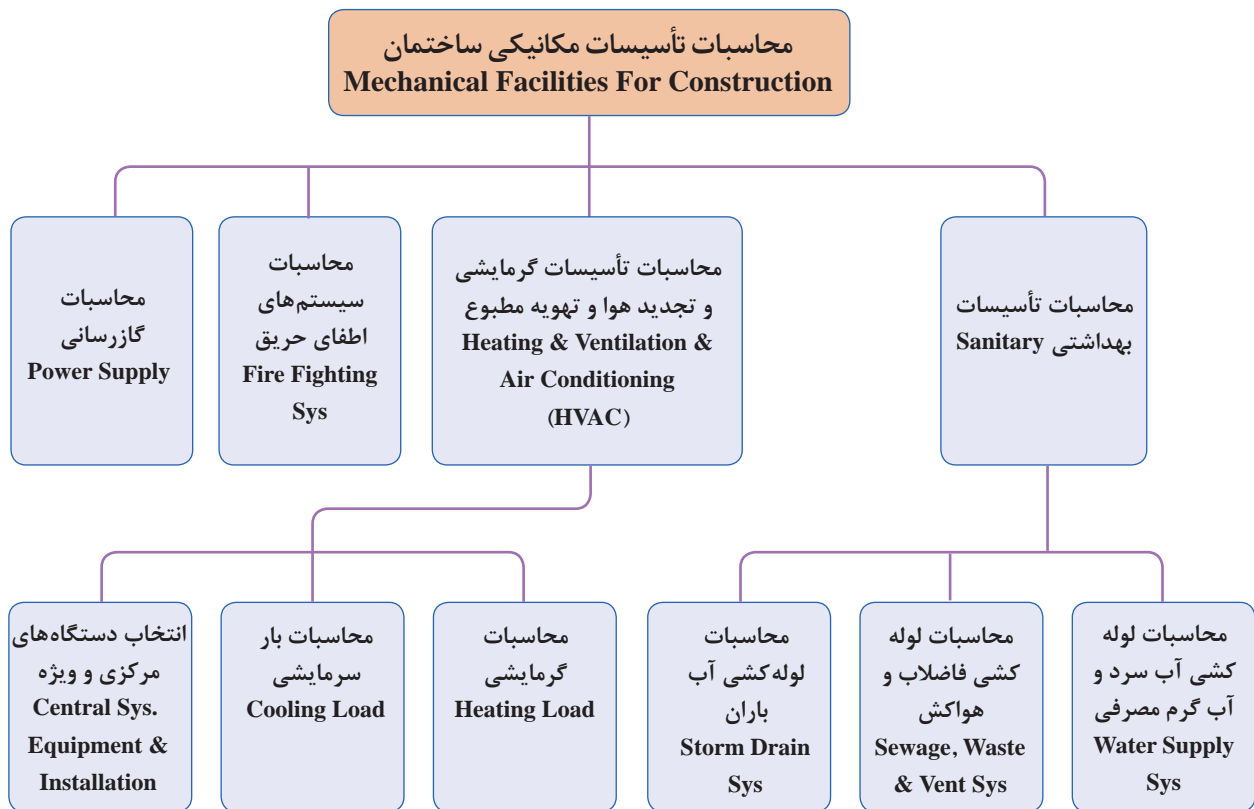 محاسبات تأسیسات مکانیکی ساختمان
Mechanical Facilities For Construction
محاسبات تأسیسات
بهداشتی Sanitary
محاسبات تأسیسات گرمایشی
و تجدید هوا و تهویه مطبوع
Heating & Ventilation &
Air Conditioning
(HVAC)
محاسبات
سیستم‌های
اطفای حریق
Fire Fighting
Sys
محاسبات
گازرسانی
Power Supply
محاسبات لوله
کشی آب سرد و
آب گرم مصرفی
Water Supply
Sys
محاسبات لوله
کشی فاضلاب و
هواکش
Sewage, Waste
& Vent Sys
محاسبات
لوله کشی آب
باران
Storm Drain
Sys
محاسبات
گرمایشی
Heating Load
محاسبات بار
سرمایشی
Cooling Load
انتخاب دستگاه‌های
مرکزی و ویژه
Central Sys.
Equipment &
Installation